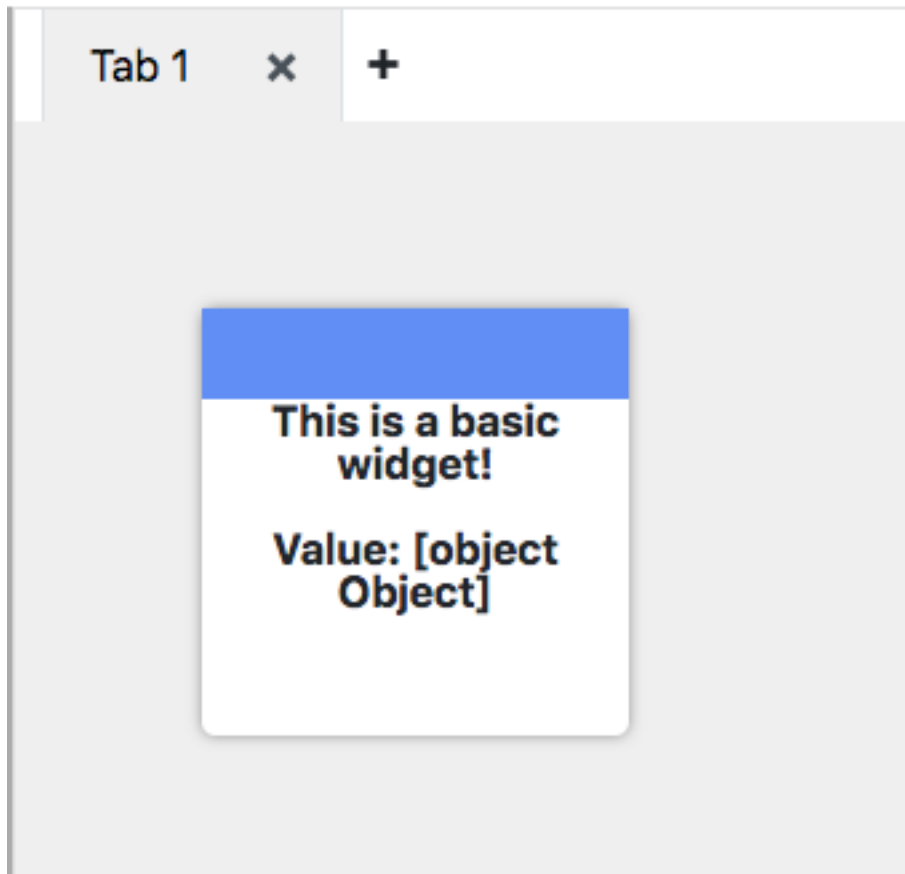 Tab 1 × +
This is a basic
widget!
Value: [object
Object]